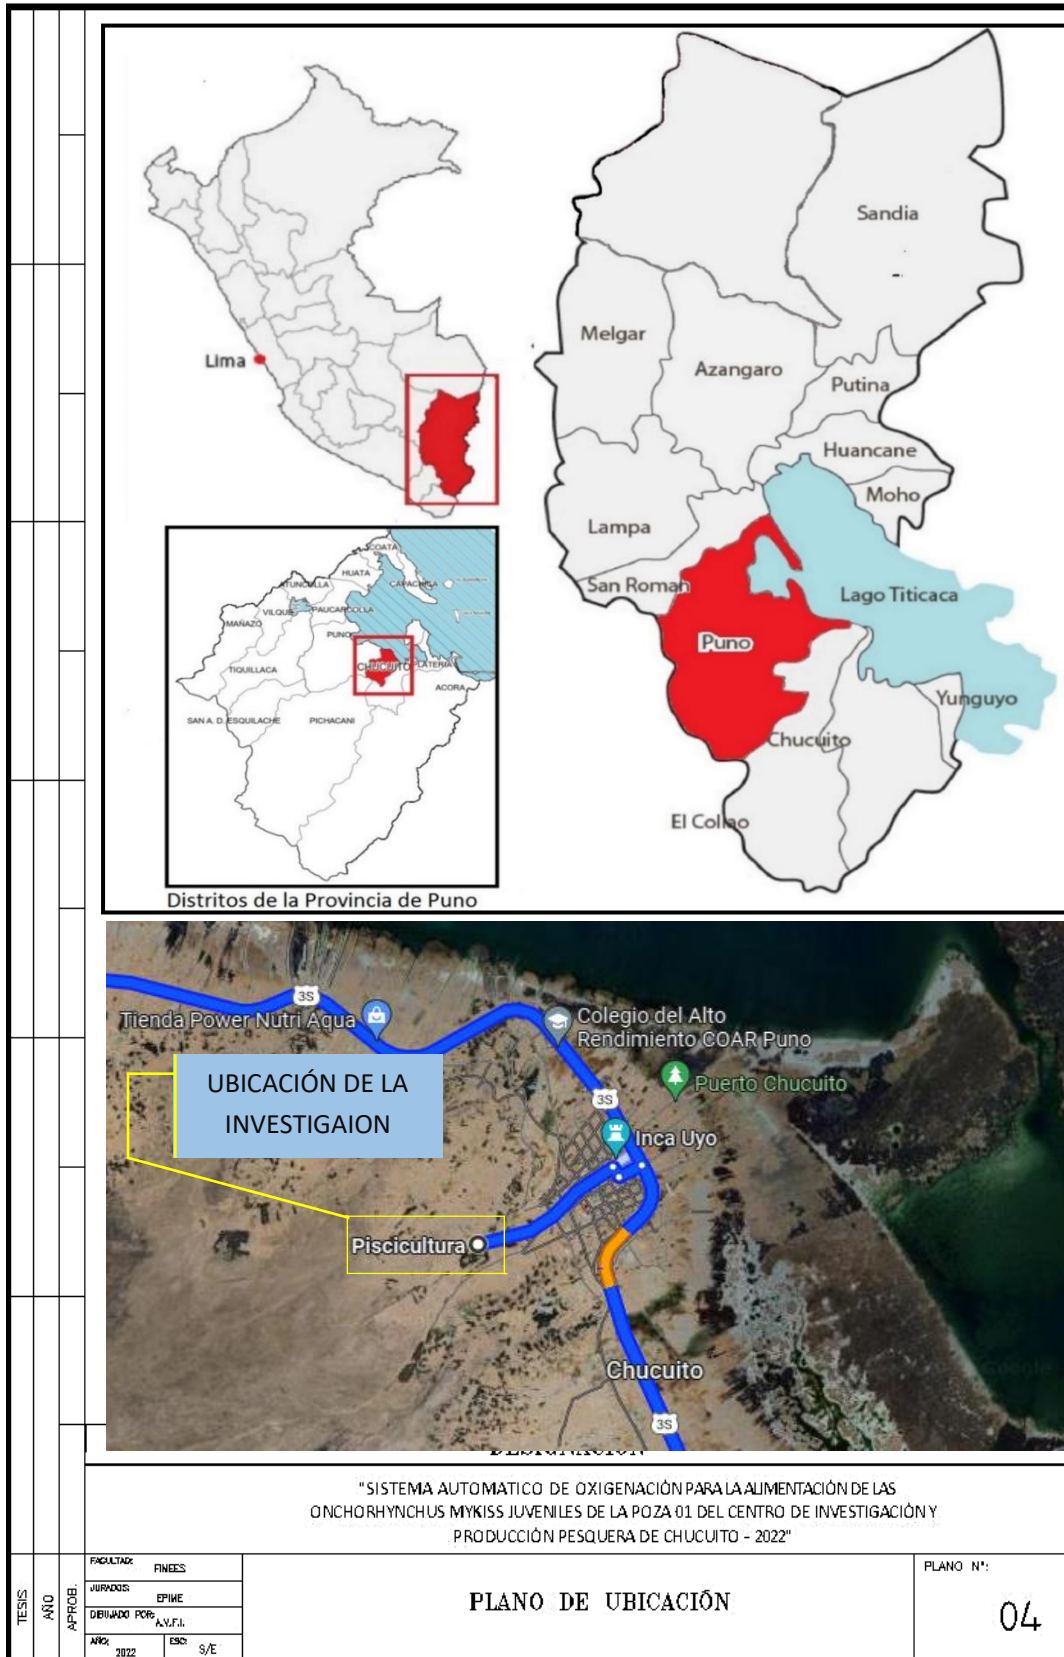 Lima
Sandia
Melgar
Azangaro
Putina
Huancane
Moho
Lampa
San Roman
Lago Titicaca
Puno
Yunguyo
Chucuito
El Collao
COATA
HUATA
CAPACHICA
ATUNCOLLA
VILQUE
PAUCARCOLLA
MAÑAZO
PUNO
CHUCUITO
PLATERIA
TIQUILLACA
ACORA
SAN A. D. ESQUILACHE
PICHACANI
Distritos de la Provincia de Puno
3S
Tienda Power Nutri Aqua
Colegio del Alto
Rendimiento COAR Puno
UBICACIÓN DE LA
INVESTIGAION
Puerto Chucuito
3S
Inca Uyo
Piscicultura
Chucuito
3S
DESIGNACION
"SISTEMA AUTOMATICO DE OXIGENACIÓN PARA LA ALIMENTACIÓN DE LAS
ONCHORHYNCHUS MYKISS JUVENILES DE LA POZA 01 DEL CENTRO DE INVESTIGACIÓN Y
PRODUCCIÓN PESQUERA DE CHUCUITO - 2022"
TESIS
AÑO
APROB.
FACULTAD: FINEES
JURADOS: EPIME
DIBUJADO POR: A.V.F.I.
AÑO: 2022
ESC: S/E
PLANO DE UBICACIÓN
PLANO N°:
04